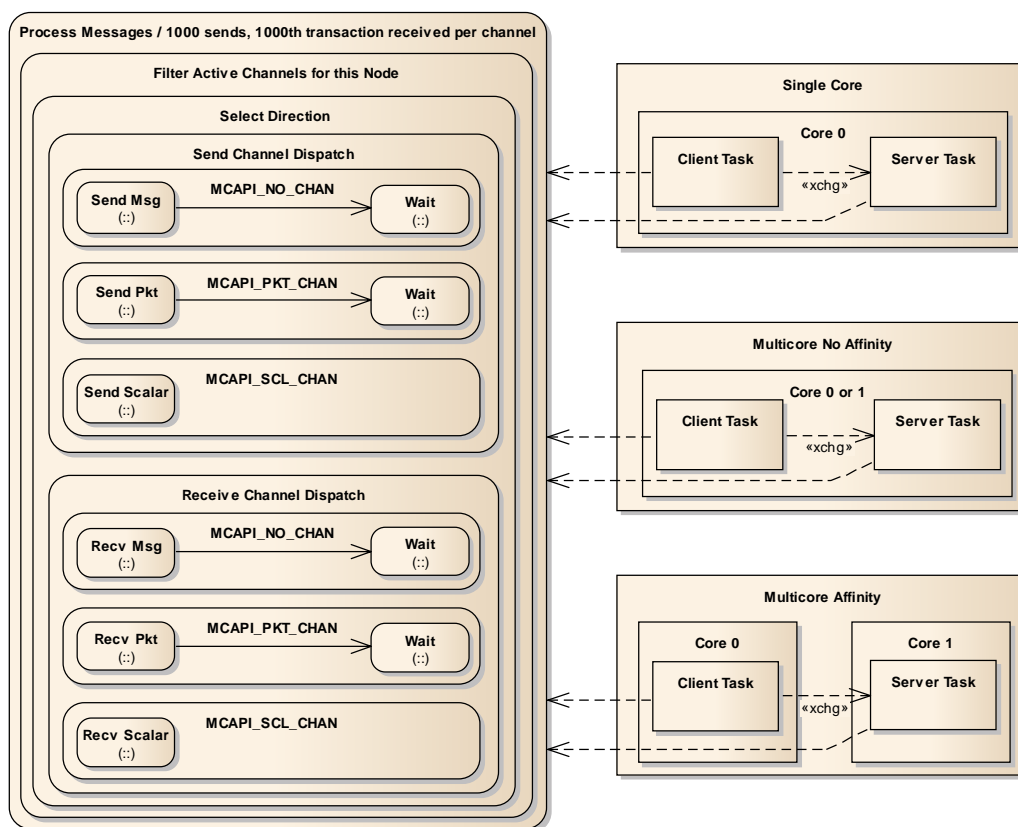 Process Messages / 1000 sends, 1000th transaction received per channel
Filter Active Channels for this Node
Select Direction
Send Channel Dispatch
MCAPI_NO_CHAN
Send Msg
(::)
Wait
(::)
MCAPI_PKT_CHAN
Send Pkt
(::)
Wait
(::)
MCAPI_SCL_CHAN
Send Scalar
(::)
Receive Channel Dispatch
MCAPI_NO_CHAN
Recv Msg
(::)
Wait
(::)
MCAPI_PKT_CHAN
Recv Pkt
(::)
Wait
(::)
MCAPI_SCL_CHAN
Recv Scalar
(::)
Single Core
Core 0
Client Task
Server Task
«xchg»
Multicore No Affinity
Core 0 or 1
Client Task
Server Task
«xchg»
Multicore Affinity
Core 0
Core 1
Client Task
Server Task
«xchg»